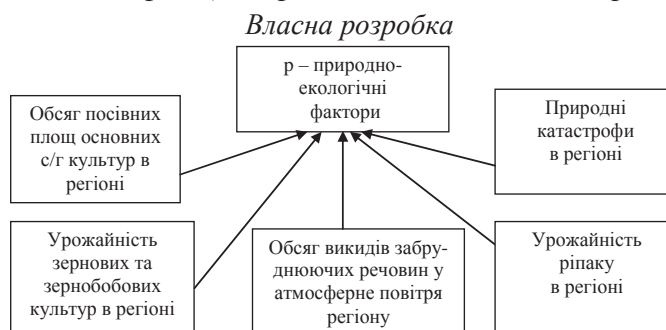 Власна розробка
р – природно-
екологічні
фактори
Обсяг посівних
площ основних
с/г культур в
регіоні
Природні
катастрофи
в регіоні
Урожайність
зернових та
зернобобових
культур в регіоні
Обсяг викидів забру-
днюючих речовин у
атмосферне повітря
регіону
Урожайність
ріпаку
в регіоні